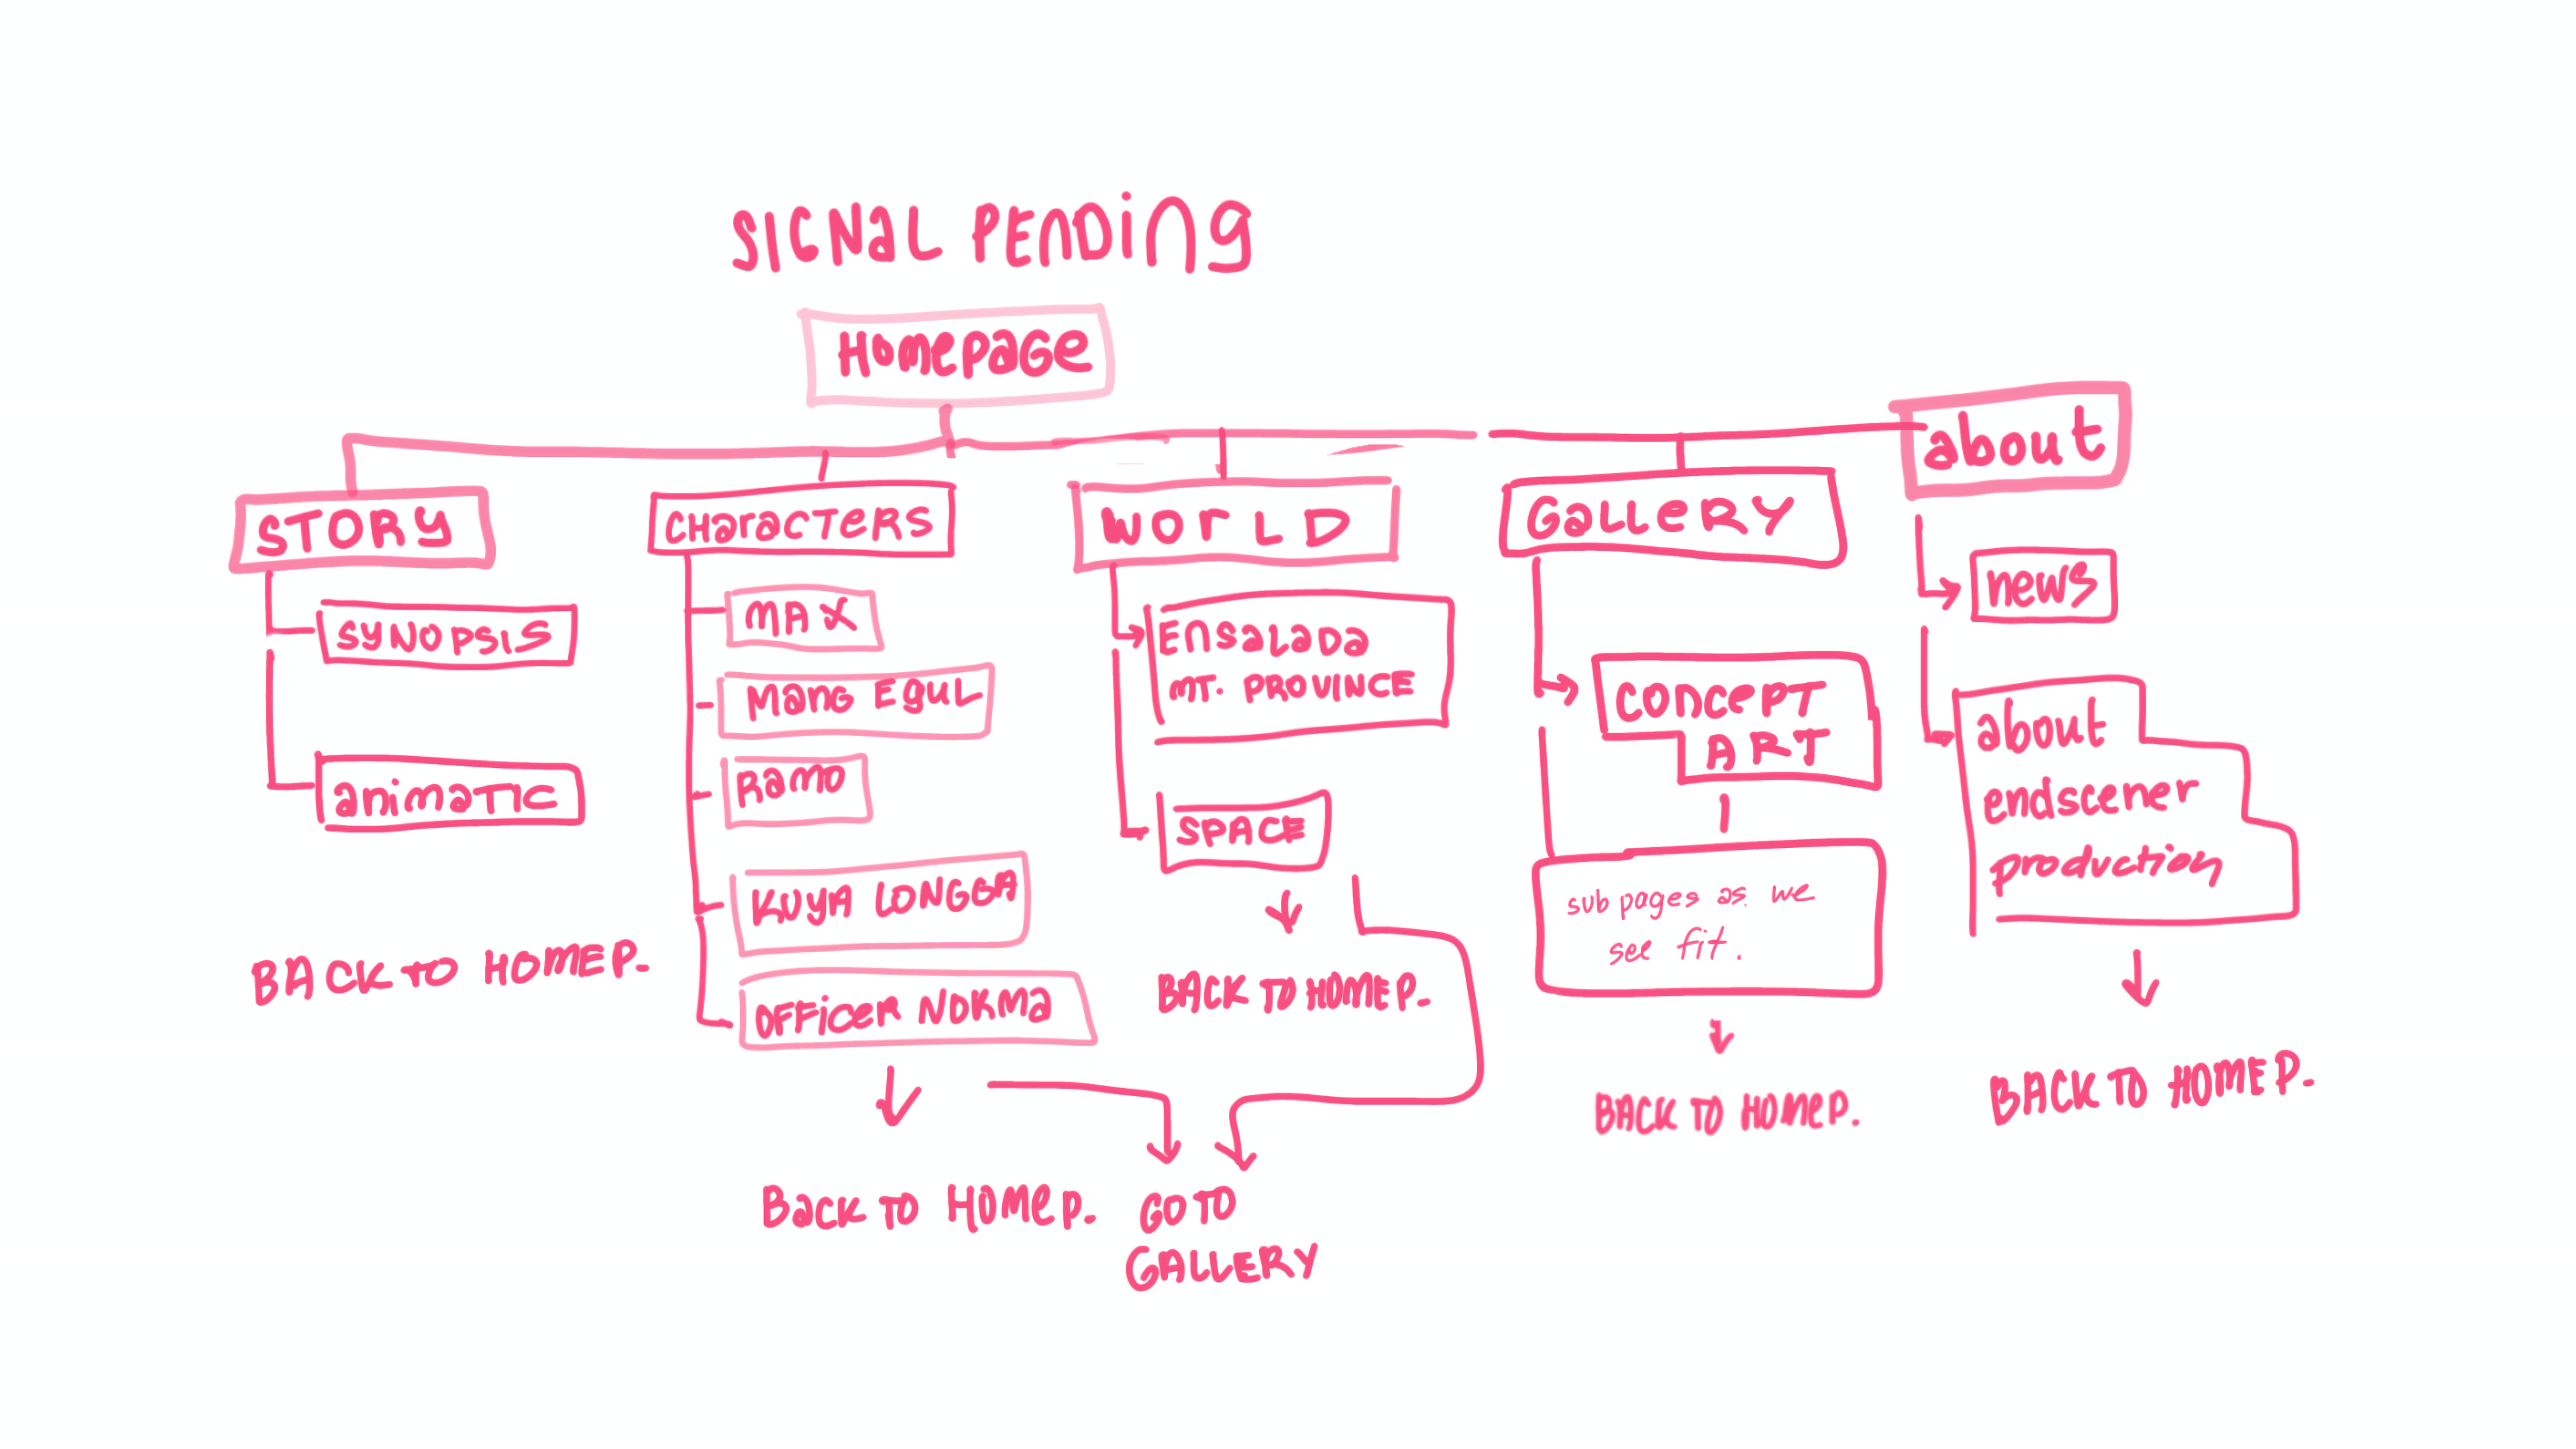 SIGNAL PENDING
Homepage
STORY
SYNOPSIS
animatic
BACK TO HOMEP.
CHaracters
MAX
Mang Egul
Ramo
KUYA LONGGA
OFFICER NORMA
Back to Homep.
WORLD
Ensalada
MT. PROVINCE
SPACE
BACK TO HOMEP.
GO TO
GALLERY
GALLERY
CONCEPT
ART
sub pages as we
see fit.
BACK TO HOMEP.
about
news
about
endscener
production
BACK TO HOMEP.